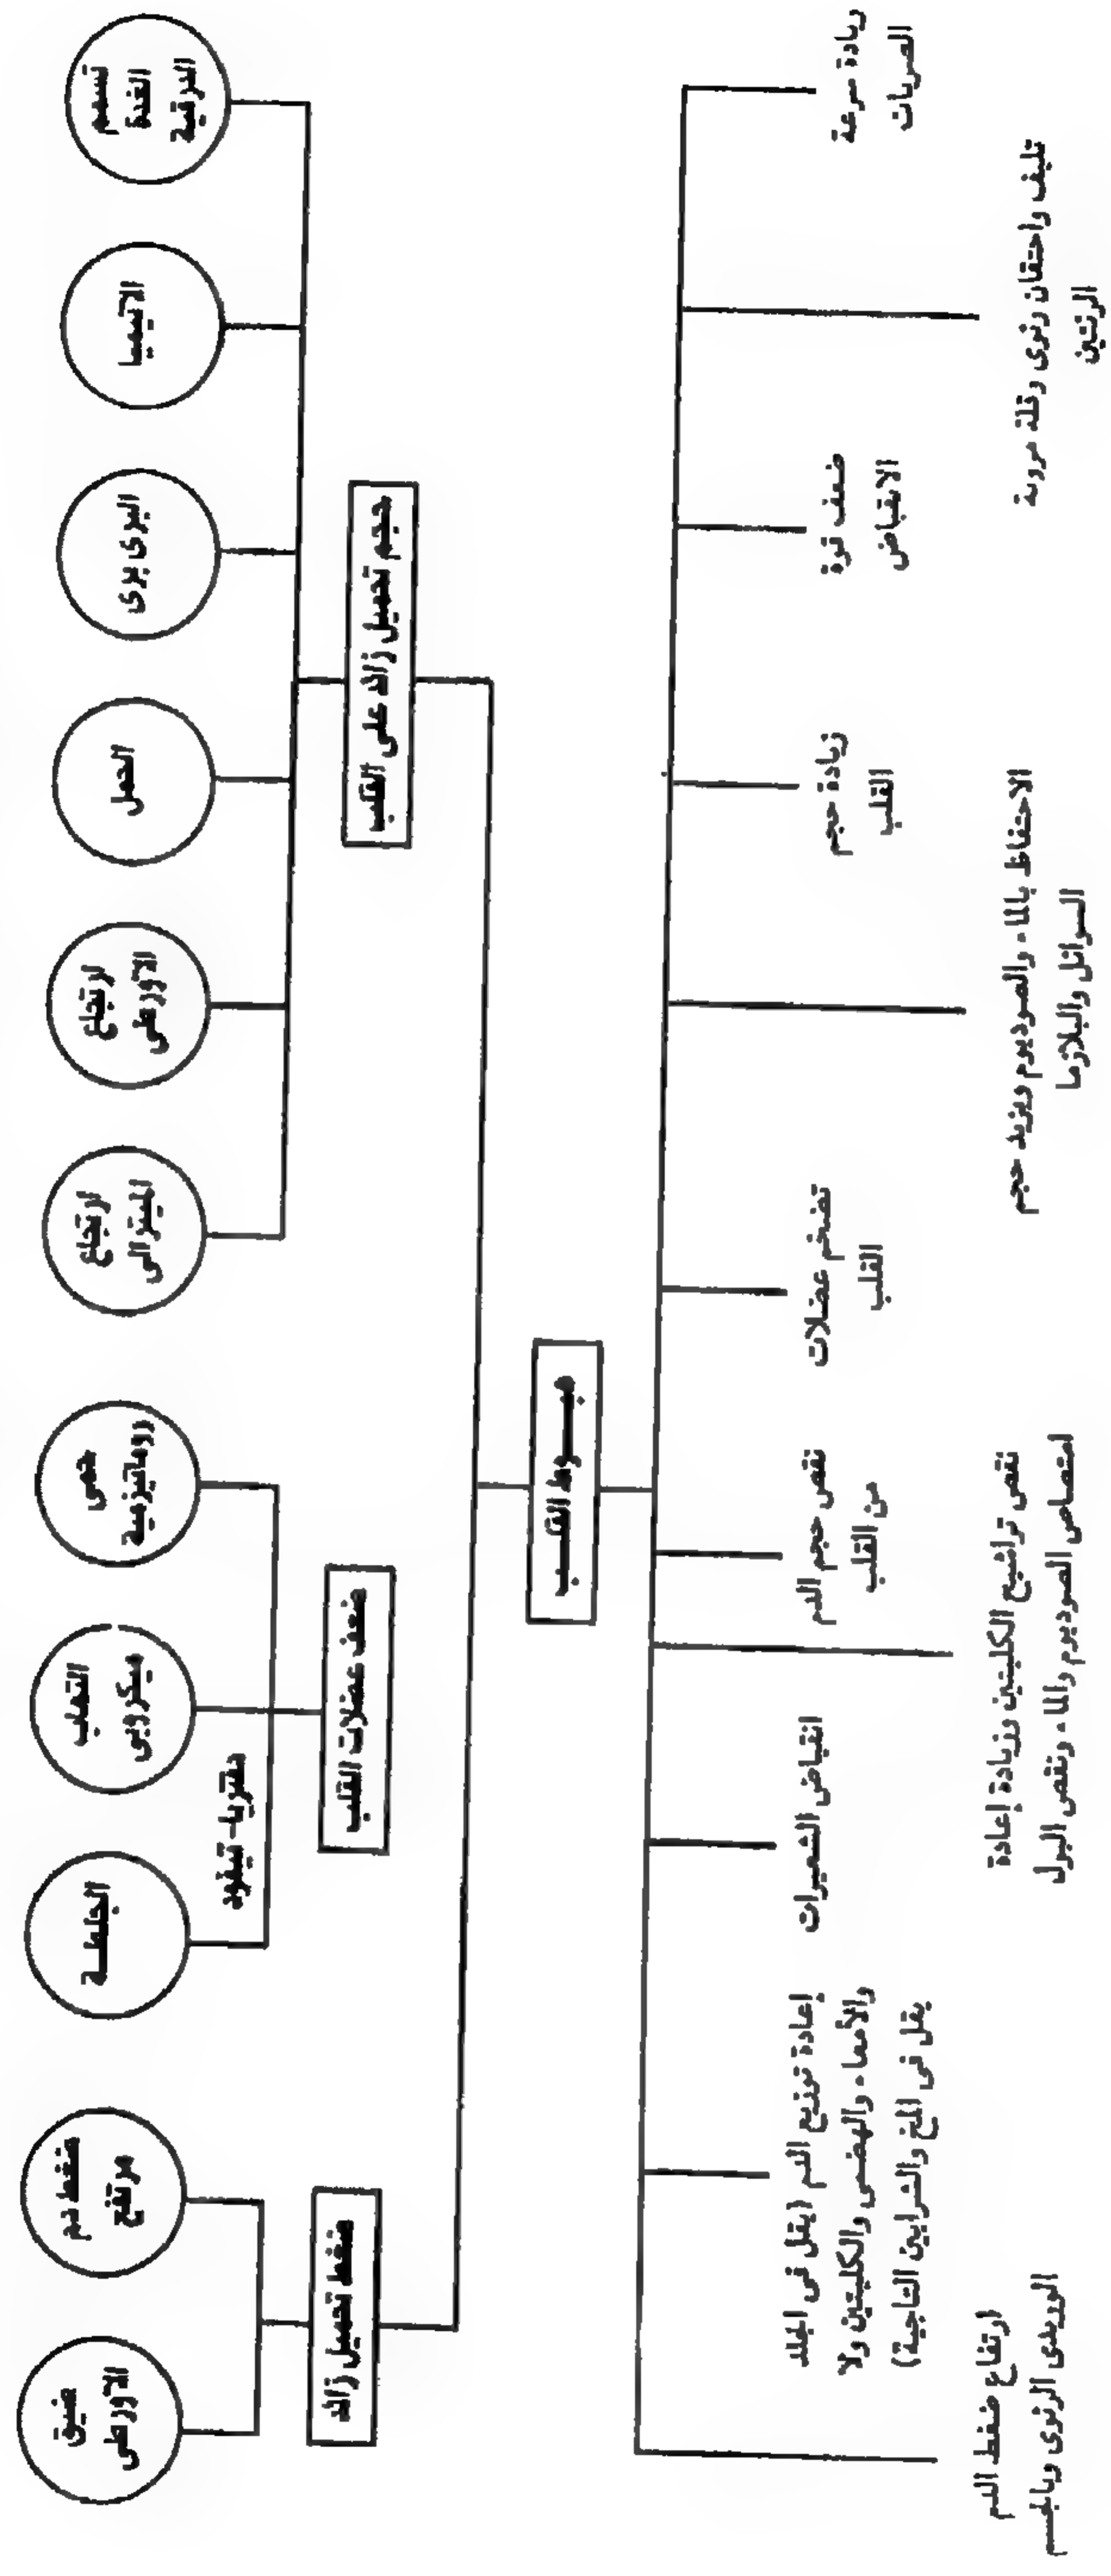 تسمم
الغدة
الدرقية
الأنيميا
البرى برى
الحمل
ارتجاع
الأورطى
ارتجاع
الميترالى
حمى
روماتيزمية
التهاب
ميكروبى
الجلطة
ضغط دم
مرتفع
ضيق
الأورطى
دفتريا - تيفود
حجم تحميل زائد على القلب
ضعف عضلات القلب
ضغط تحميل زائد
هبوط القلب
زيادة سرعة
الضربات
تليف واحتقان رئوى وقلة مرونة
الرئتين
ضعف قوة
الانقباض
زيادة حجم
القلب
الاحتفاظ بالماء والصوديوم ويزيد حجم
السوائل والبلازما
تضخم عضلات
القلب
نقص حجم الدم
من القلب
نقص تراشيح الكليتين وزيادة إعادة
امتصاص الصوديوم والماء ونقص البول
انقباض الشعيرات
إعادة توزيع الدم (يقل فى الجلد
والأمعاء والهضمى والكليتين ولا
يقل فى المخ والشرايين التاجية)
ارتفاع ضغط الدم
الوريدى الرئوى وبالجسم